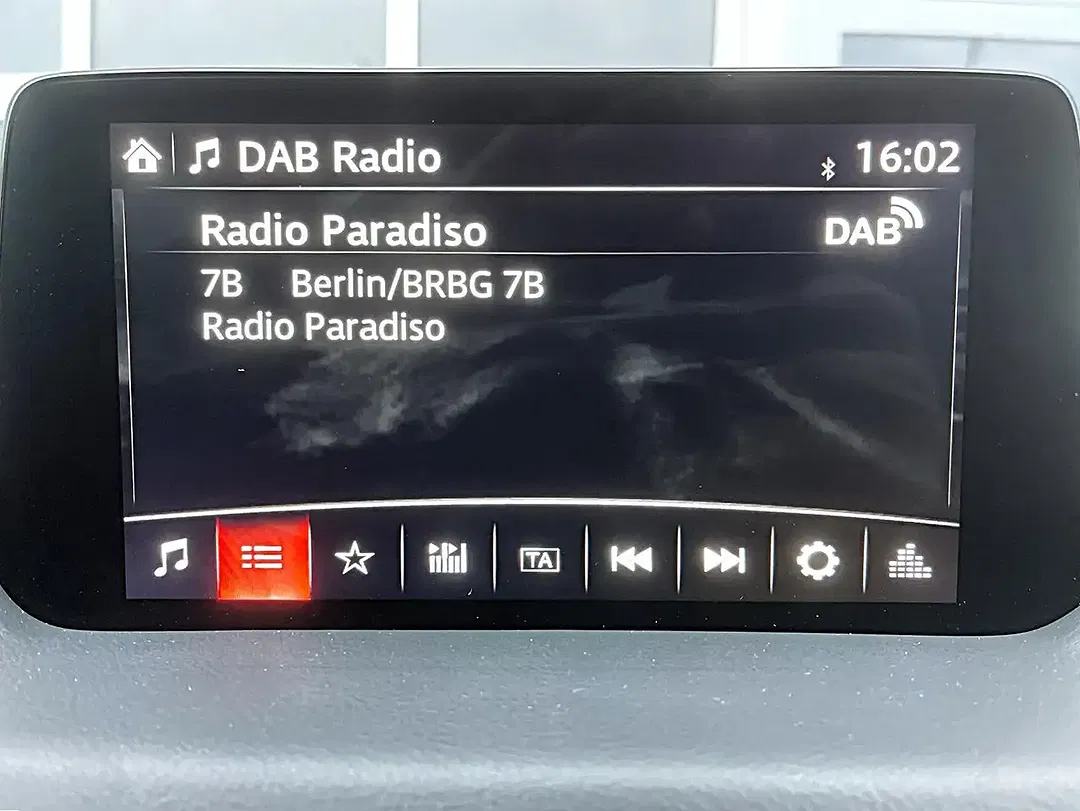 DAB Radio 16:02
Radio Paradiso DAB
7B Berlin/BRBG 7B
Radio Paradiso
TA